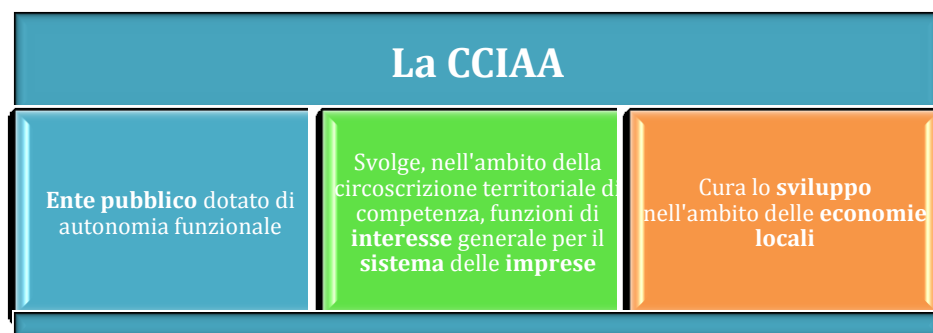 La CCIAA
Ente pubblico dotato di
autonomia funzionale
Svolge, nell'ambito della
circoscrizione territoriale di
competenza, funzioni di
interesse generale per il
sistema delle imprese
Cura lo sviluppo
nell'ambito delle economie
locali